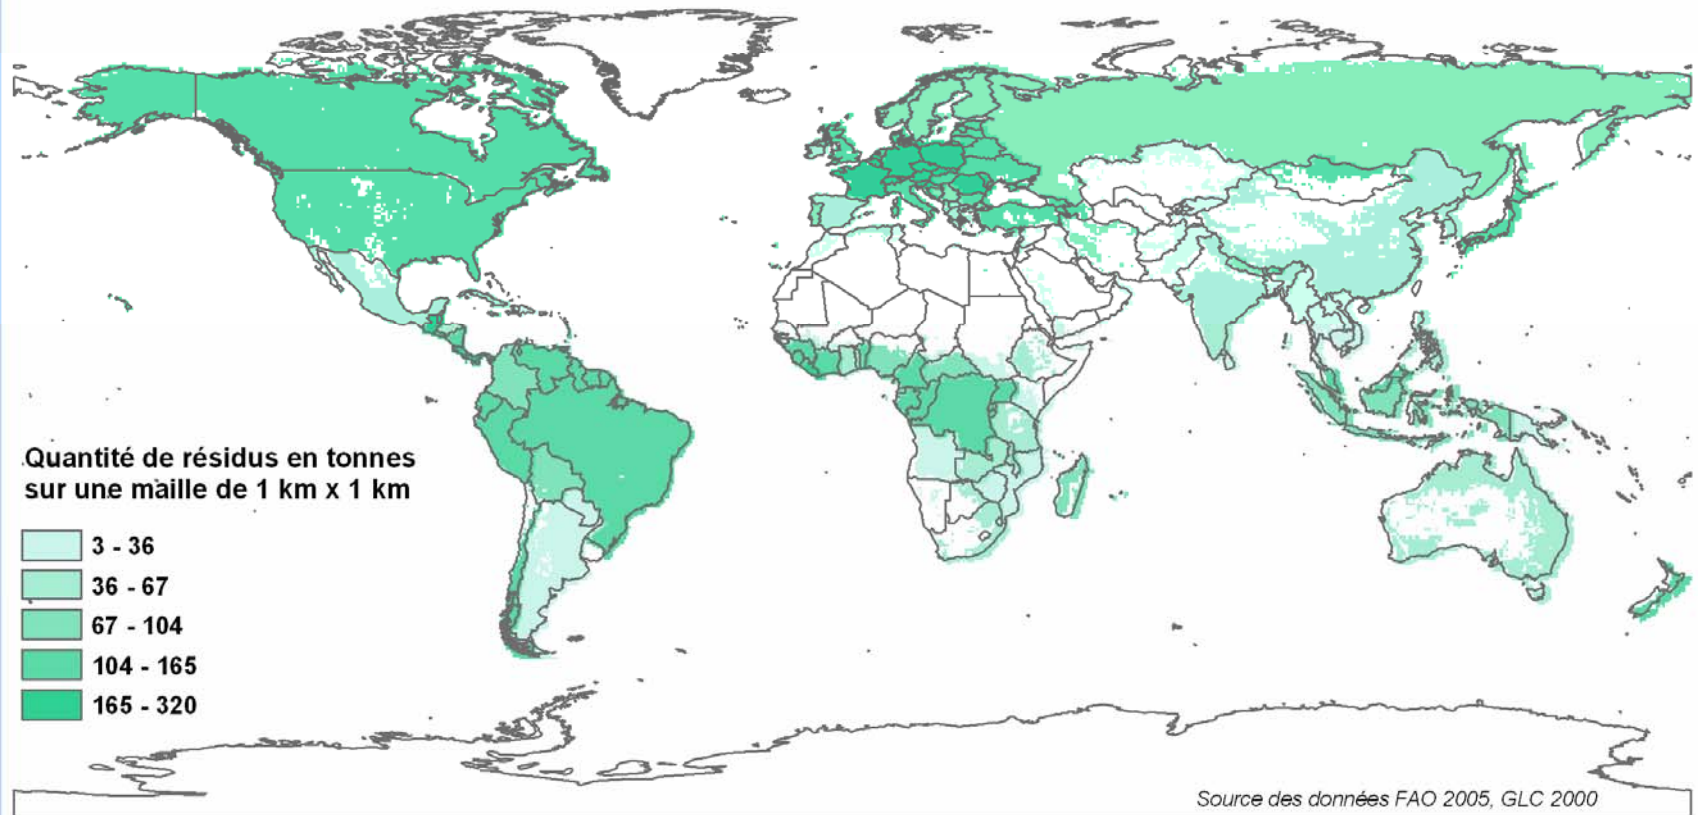 Quantité de résidus en tonnes
sur une maille de 1 km x 1 km
3 - 36
36 - 67
67 - 104
104 - 165
165 - 320
Source des données FAO 2005, GLC 2000